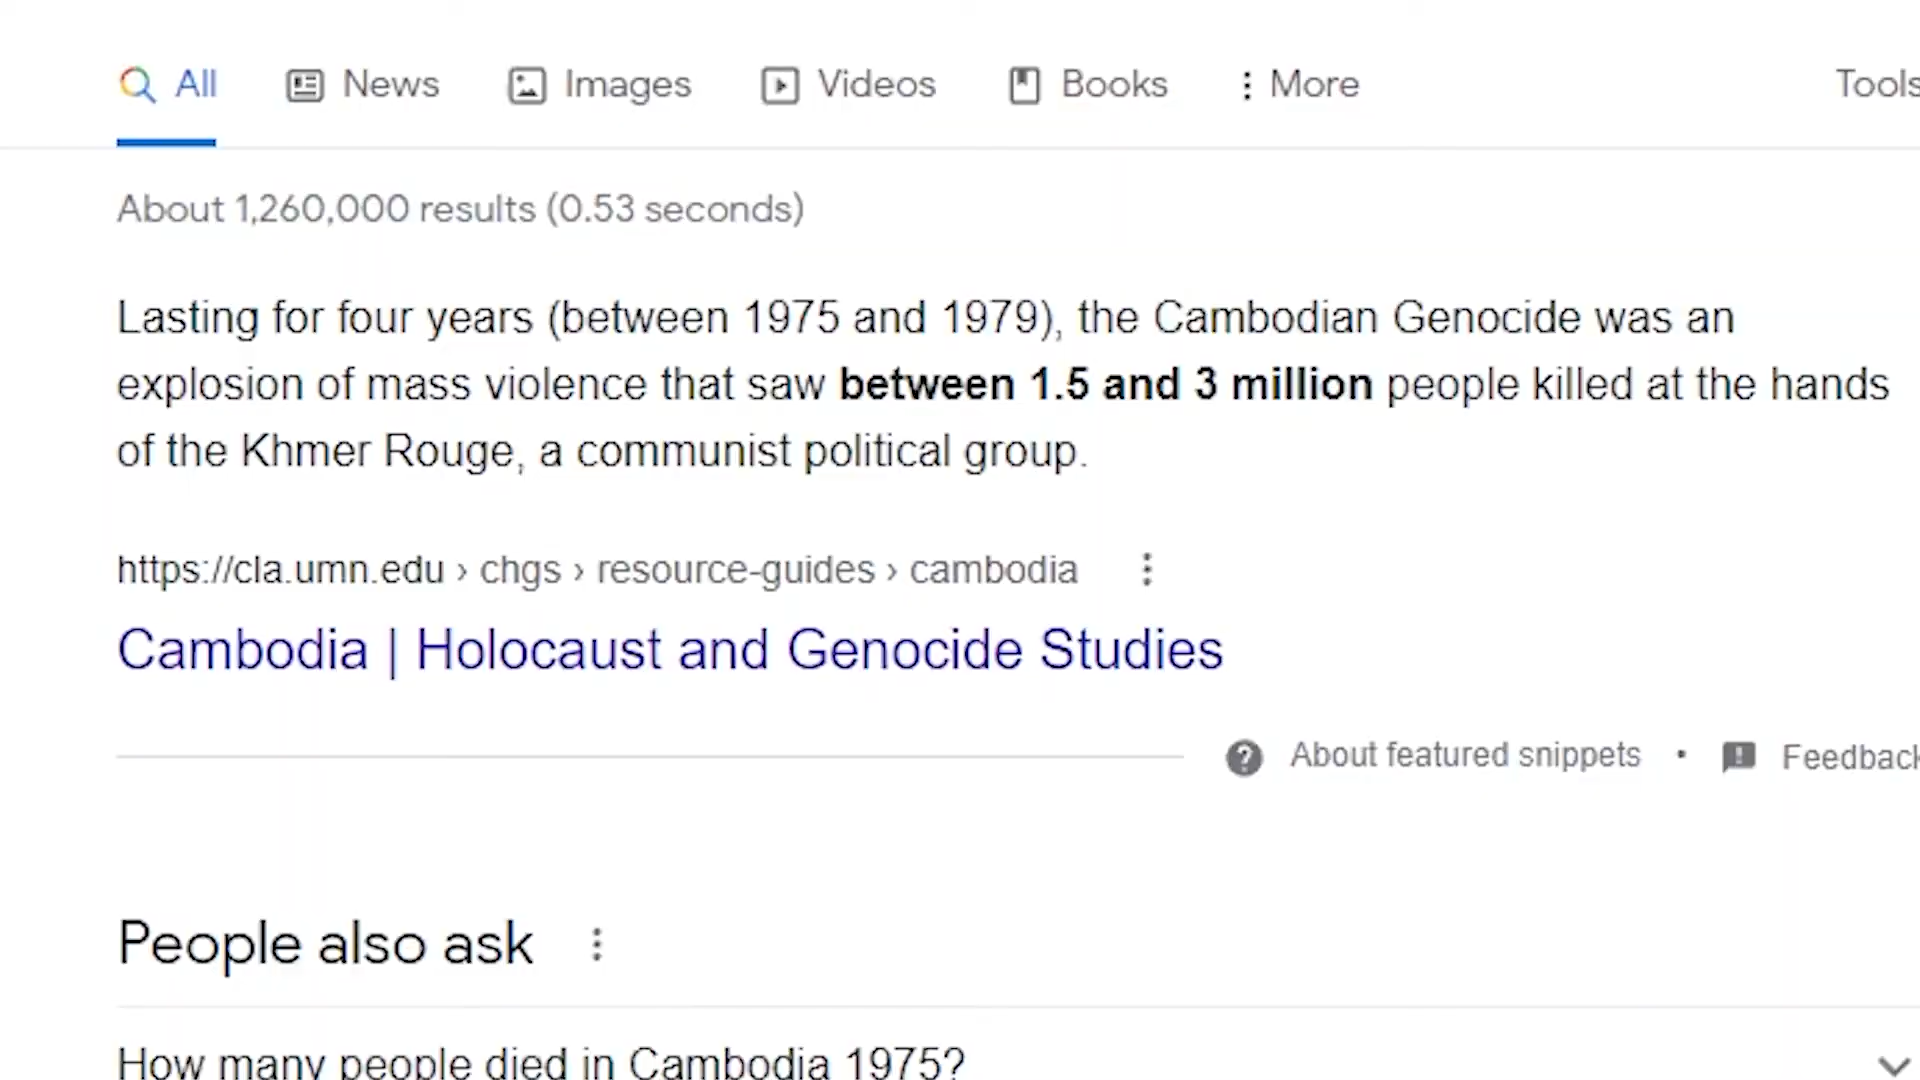 All News Images Videos Books More Tools
About 1,260,000 results (0.53 seconds)
Lasting for four years (between 1975 and 1979), the Cambodian Genocide was an
explosion of mass violence that saw between 1.5 and 3 million people killed at the hands
of the Khmer Rouge, a communist political group.
https://cla.umn.edu › chgs › resource-guides › cambodia
Cambodia | Holocaust and Genocide Studies
About featured snippets • Feedback
People also ask
How many people died in Cambodia 1975?